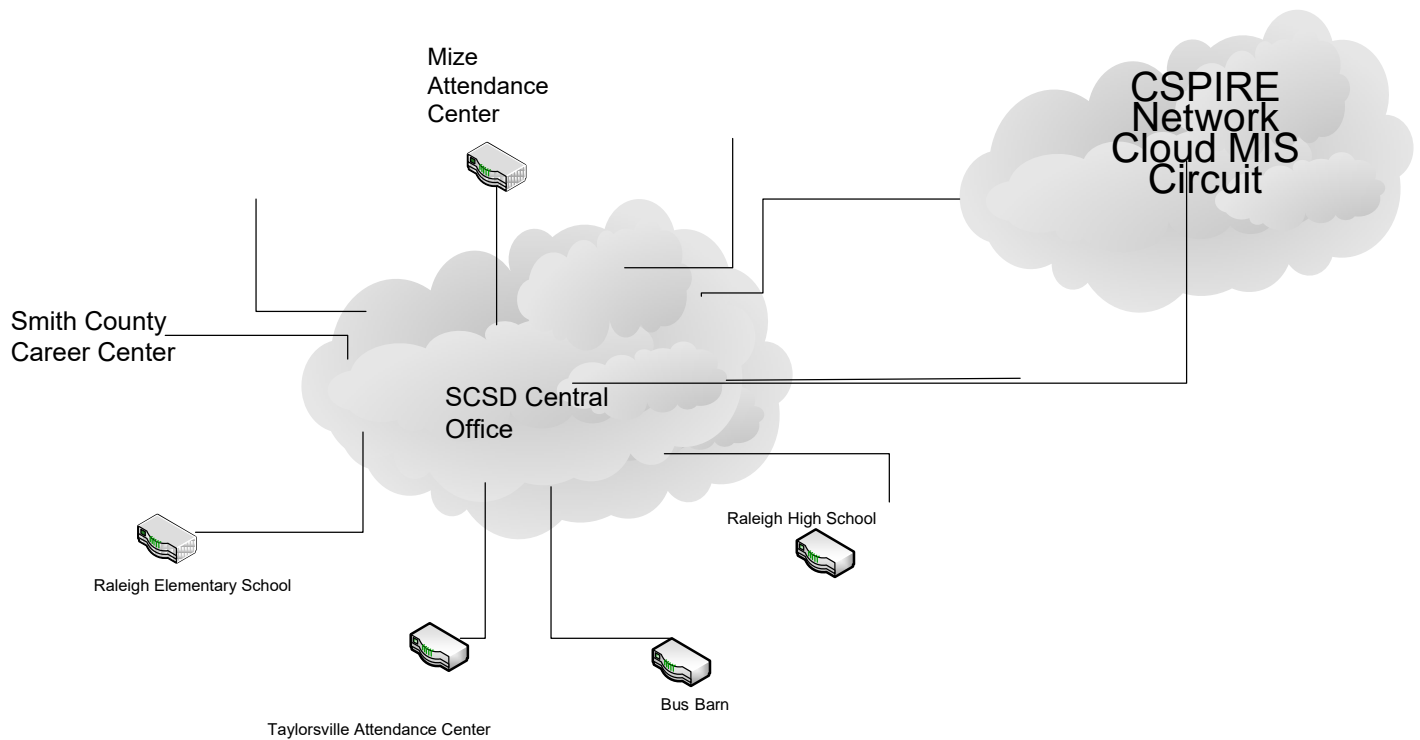 Mize
Attendance
Center
CSPIRE
Network
Cloud MIS
Circuit
Smith County
Career Center
SCSD Central
Office
Raleigh High School
Raleigh Elementary School
Bus Barn
Taylorsville Attendance Center